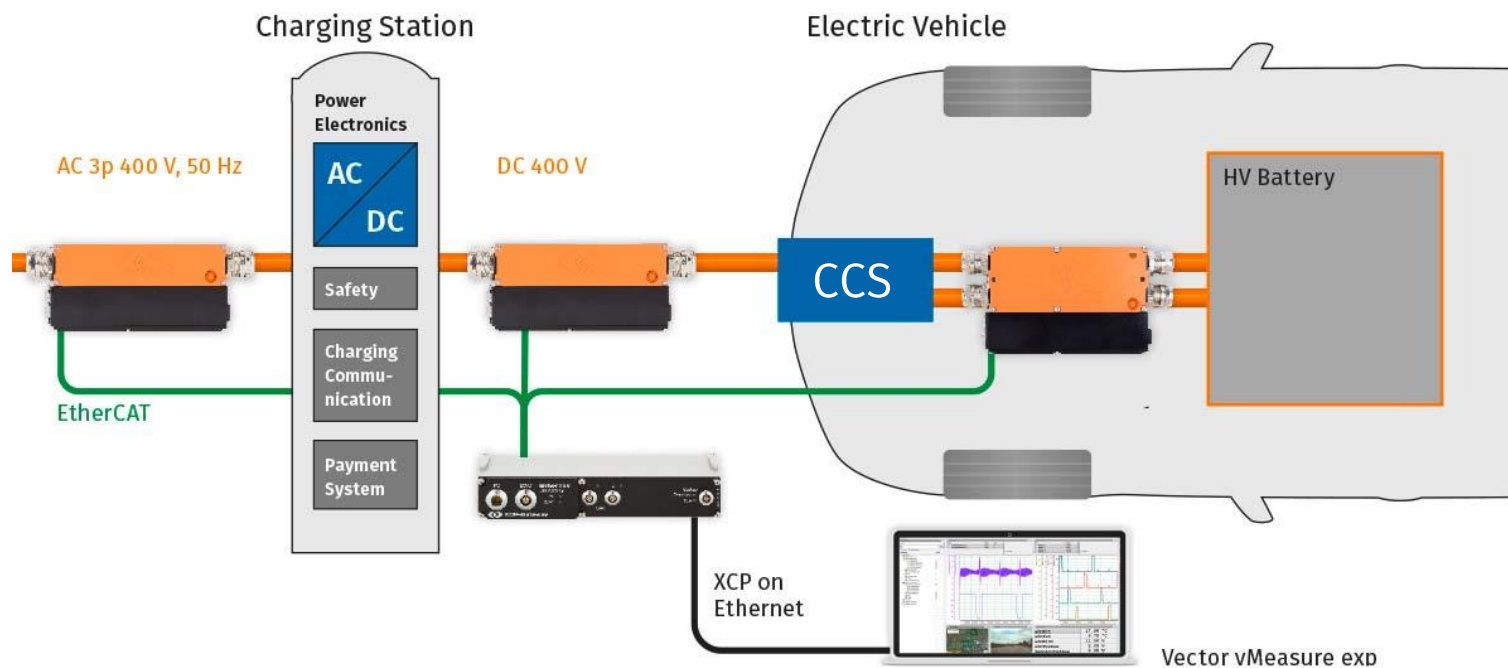 Charging Station
Electric Vehicle
Power
Electronics
AC 3p 400 V, 50 Hz
AC
DC
DC 400 V
HV Battery
CCS
Safety
Charging
Commu-
nication
EtherCAT
Payment
System
XCP on
Ethernet
Vector vMeasure exp